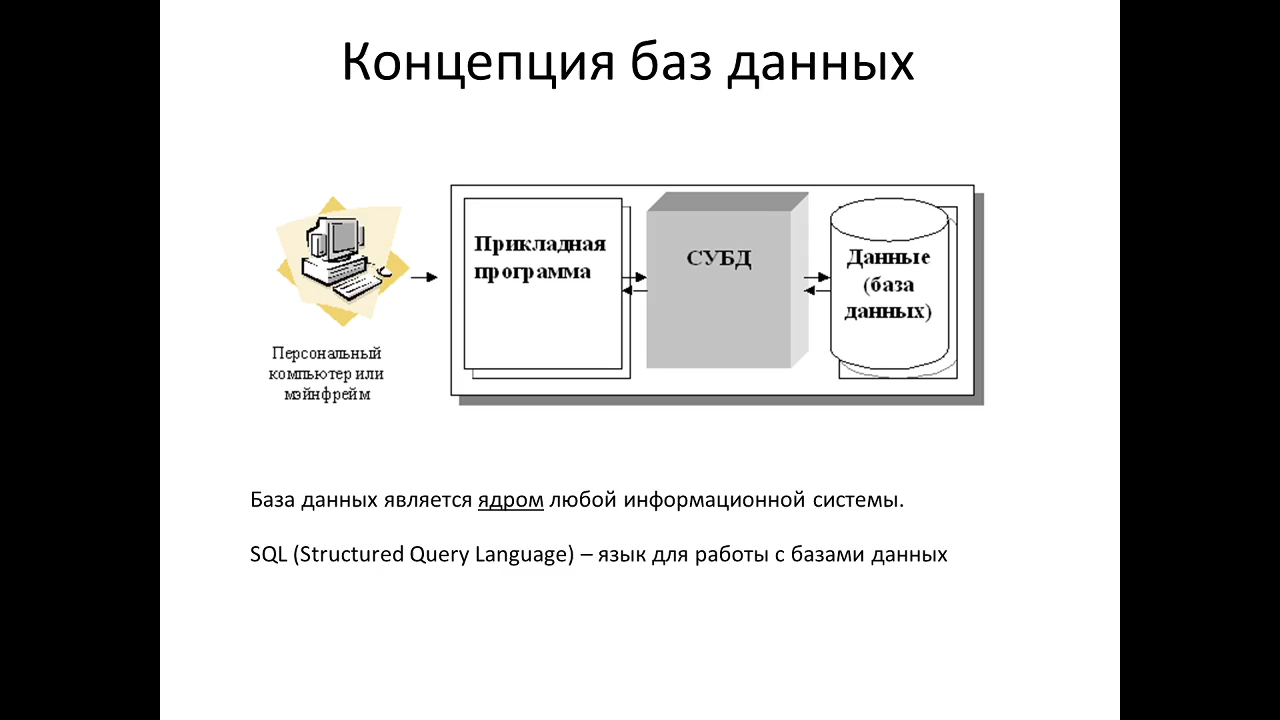 Концепция баз данных
Прикладная
программа
СУБД
Данные
(база
данных)
Персональный
компьютер или
мэйнфрейм
База данных является ядром любой информационной системы.
SQL (Structured Query Language) – язык для работы с базами данных